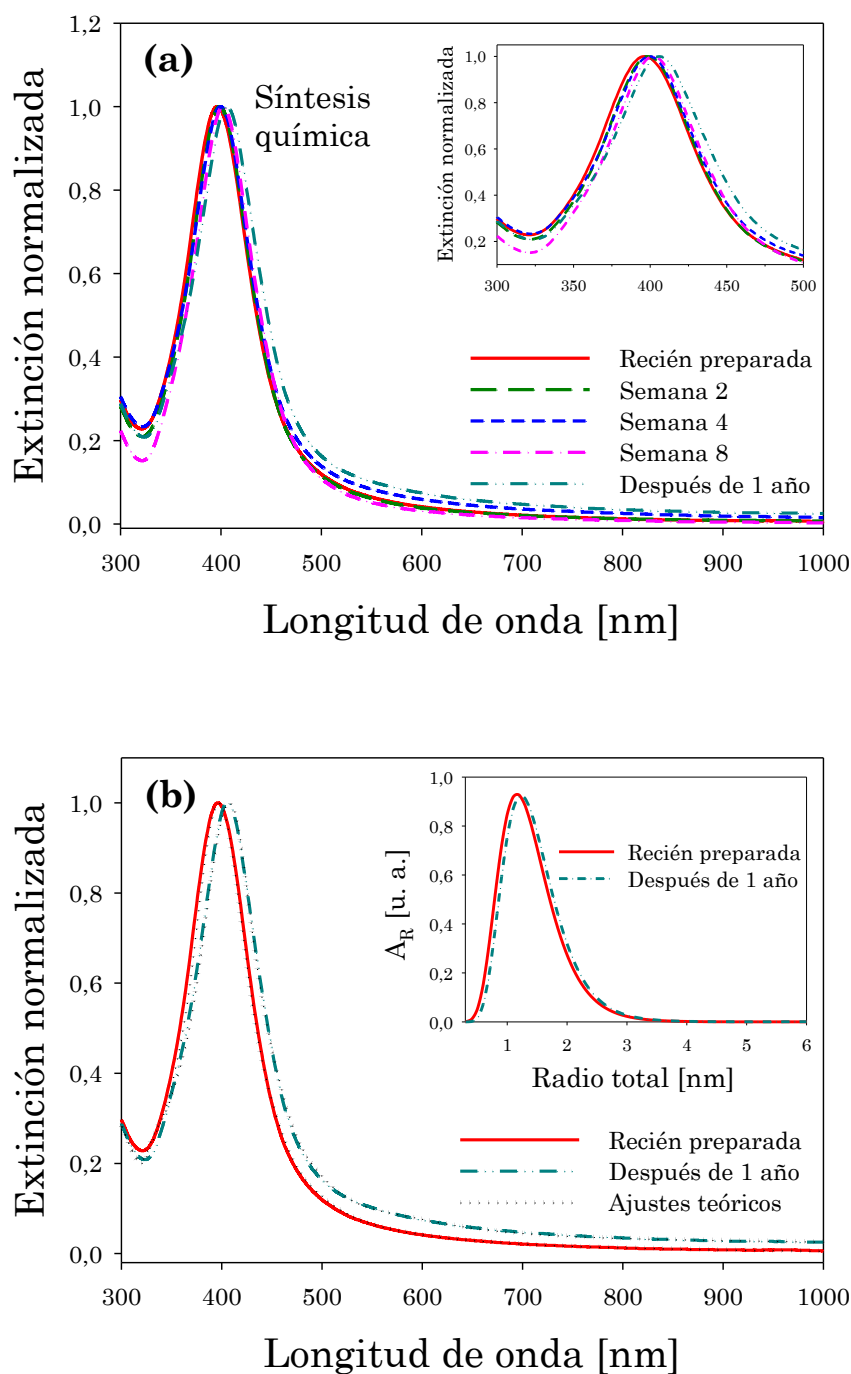 (a)
Síntesis
química
Extinción normalizada
1,2
1,0
0,8
0,6
0,4
0,2
0,0
300
400
500
600
700
800
900
1000
Longitud de onda [nm]
Extinción normalizada
1,0
0,8
0,6
0,4
0,2
300
350
400
450
500
Recién preparada
Semana 2
Semana 4
Semana 8
Después de 1 año
(b)
Extinción normalizada
1,0
0,8
0,6
0,4
0,2
0,0
300
400
500
600
700
800
900
1000
Longitud de onda [nm]
A_R [u. a.]
1,0
0,8
0,6
0,4
0,2
0,0
1
2
3
4
5
6
Radio total [nm]
Recién preparada
Después de 1 año
Recién preparada
Después de 1 año
Ajustes teóricos